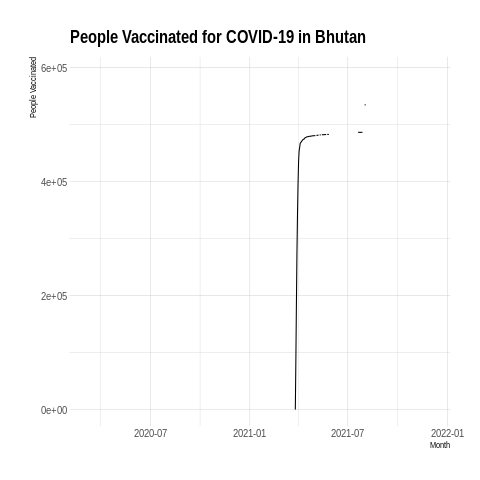 People Vaccinated for COVID-19 in Bhutan
People Vaccinated
6e+05
4e+05
2e+05
0e+00
2020-07
2021-01
2021-07
2022-01
Month